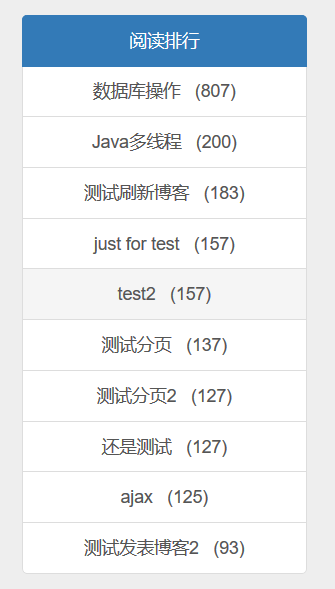 阅读排行
数据库操作 (807)
Java多线程 (200)
测试刷新博客 (183)
just for test (157)
test2 (157)
测试分页 (137)
测试分页2 (127)
还是测试 (127)
ajax (125)
测试发表博客2 (93)